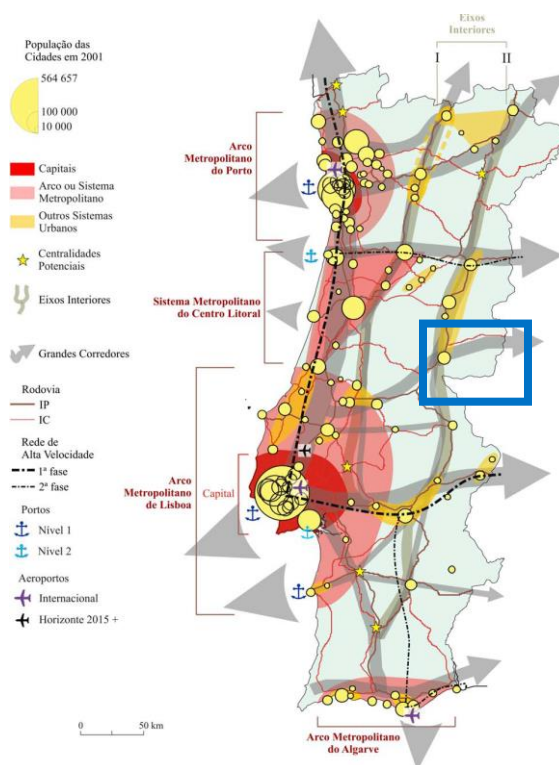 População das
Cidades em 2001
564 657
100 000
10 000
Capitais
Arco ou Sistema
Metropolitano
Outros Sistemas
Urbanos
Centralidades
Potenciais
Eixos Interiores
Grandes Corredores
Rodovia
IP
IC
Rede de
Alta Velocidade
1ª fase
2ª fase
Portos
Nível 1
Nível 2
Aeroportos
Internacional
Horizonte 2015 +
0
50 km
Eixos
Interiores
I
II
Arco
Metropolitano
do Porto
Sistema Metropolitano
do Centro Litoral
Arco
Metropolitano
de Lisboa
Capital
Arco Metropolitano
do Algarve